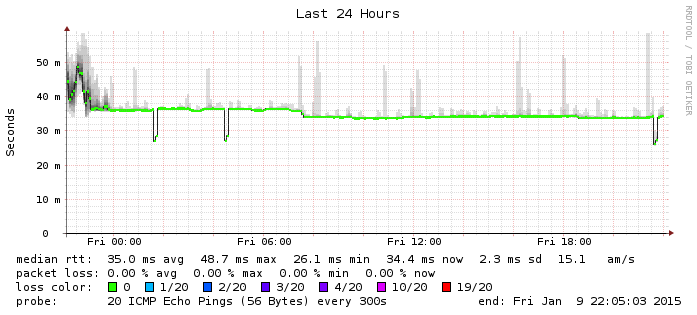 Last 24 Hours
RRDTOOL / TOBI OETIKER
Seconds
50 m
40 m
30 m
20 m
10 m
0
Fri 00:00 Fri 06:00 Fri 12:00 Fri 18:00
median rtt: 35.0 ms avg 48.7 ms max 26.1 ms min 34.4 ms now 2.3 ms sd 15.1 am/s
packet loss: 0.00 % avg 0.00 % max 0.00 % min 0.00 % now
loss color: 0 1/20 2/20 3/20 4/20 10/20 19/20
probe: 20 ICMP Echo Pings (56 Bytes) every 300s end: Fri Jan 9 22:05:03 2015